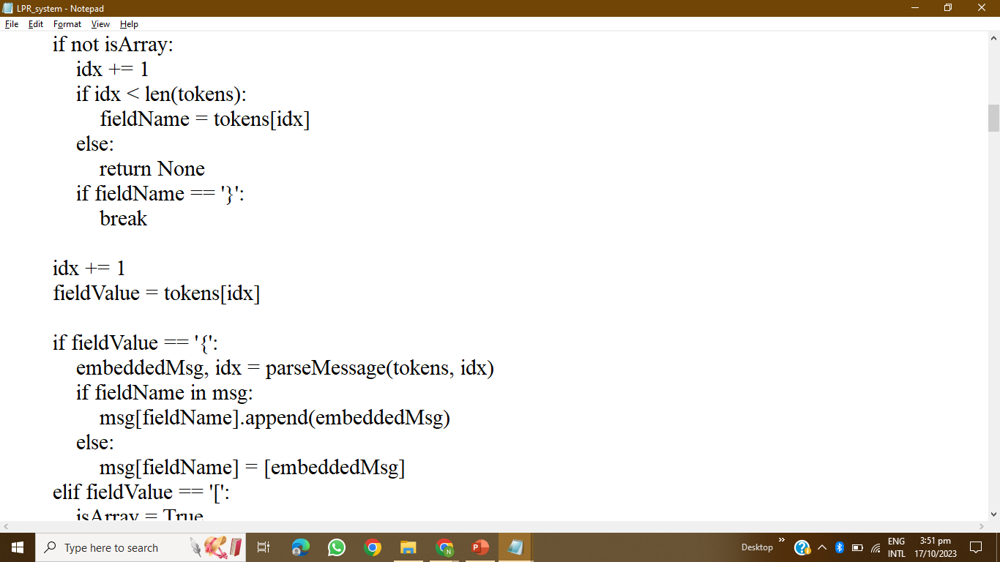 LPR_system - Notepad
File Edit Format View Help
if not isArray:
idx += 1
if idx < len(tokens):
fieldName = tokens[idx]
else:
return None
if fieldName == '}':
break
idx += 1
fieldValue = tokens[idx]
if fieldValue == '{':
embeddedMsg, idx = parseMessage(tokens, idx)
if fieldName in msg:
msg[fieldName].append(embeddedMsg)
else:
msg[fieldName] = [embeddedMsg]
elif fieldValue == '[':
isArray = True
Type here to search
Desktop
ENG
INTL
3:51 pm
17/10/2023